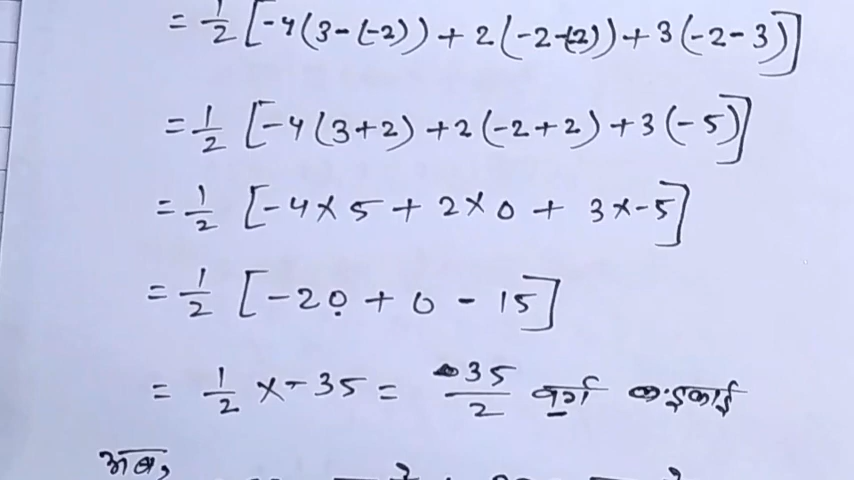 = 1/2 [-4(3-(-2)) + 2(-2-(-2)) + 3(-2-3)]
= 1/2 [-4(3+2) + 2(-2+2) + 3(-5)]
= 1/2 [-4×5 + 2×0 + 3×-5]
= 1/2 [-20 + 0 - 15]
= 1/2 × -35 = 35/2 वर्ग इकाई
अब,